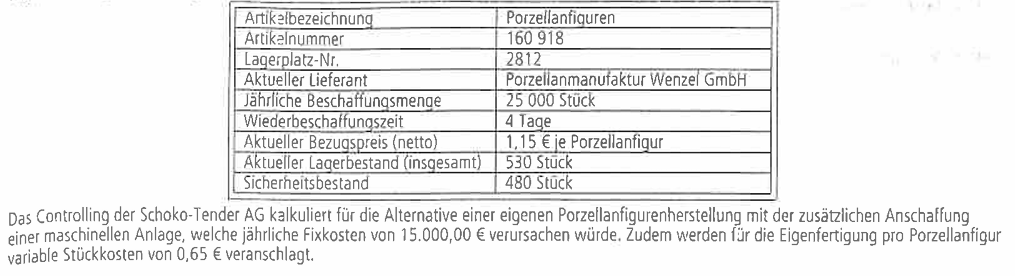 Artikelbezeichnung Porzellanfiguren
Artikelnummer 160 918
Lagerplatz-Nr. 2812
Aktueller Lieferant Porzellanmanufaktur Wenzel GmbH
Jährliche Beschaffungsmenge 25 000 Stück
Wiederbeschaffungszeit 4 Tage
Aktueller Bezugspreis (netto) 1,15 € je Porzellanfigur
Aktueller Lagerbestand (insgesamt) 530 Stück
Sicherheitsbestand 480 Stück
Das Controlling der Schoko-Tender AG kalkuliert für die Alternative einer eigenen Porzellanfigurenherstellung mit der zusätzlichen Anschaffung
einer maschinellen Anlage, welche jährliche Fixkosten von 15.000,00 € verursachen würde. Zudem werden für die Eigenfertigung pro Porzellanfigur
variable Stückkosten von 0,65 € veranschlagt.